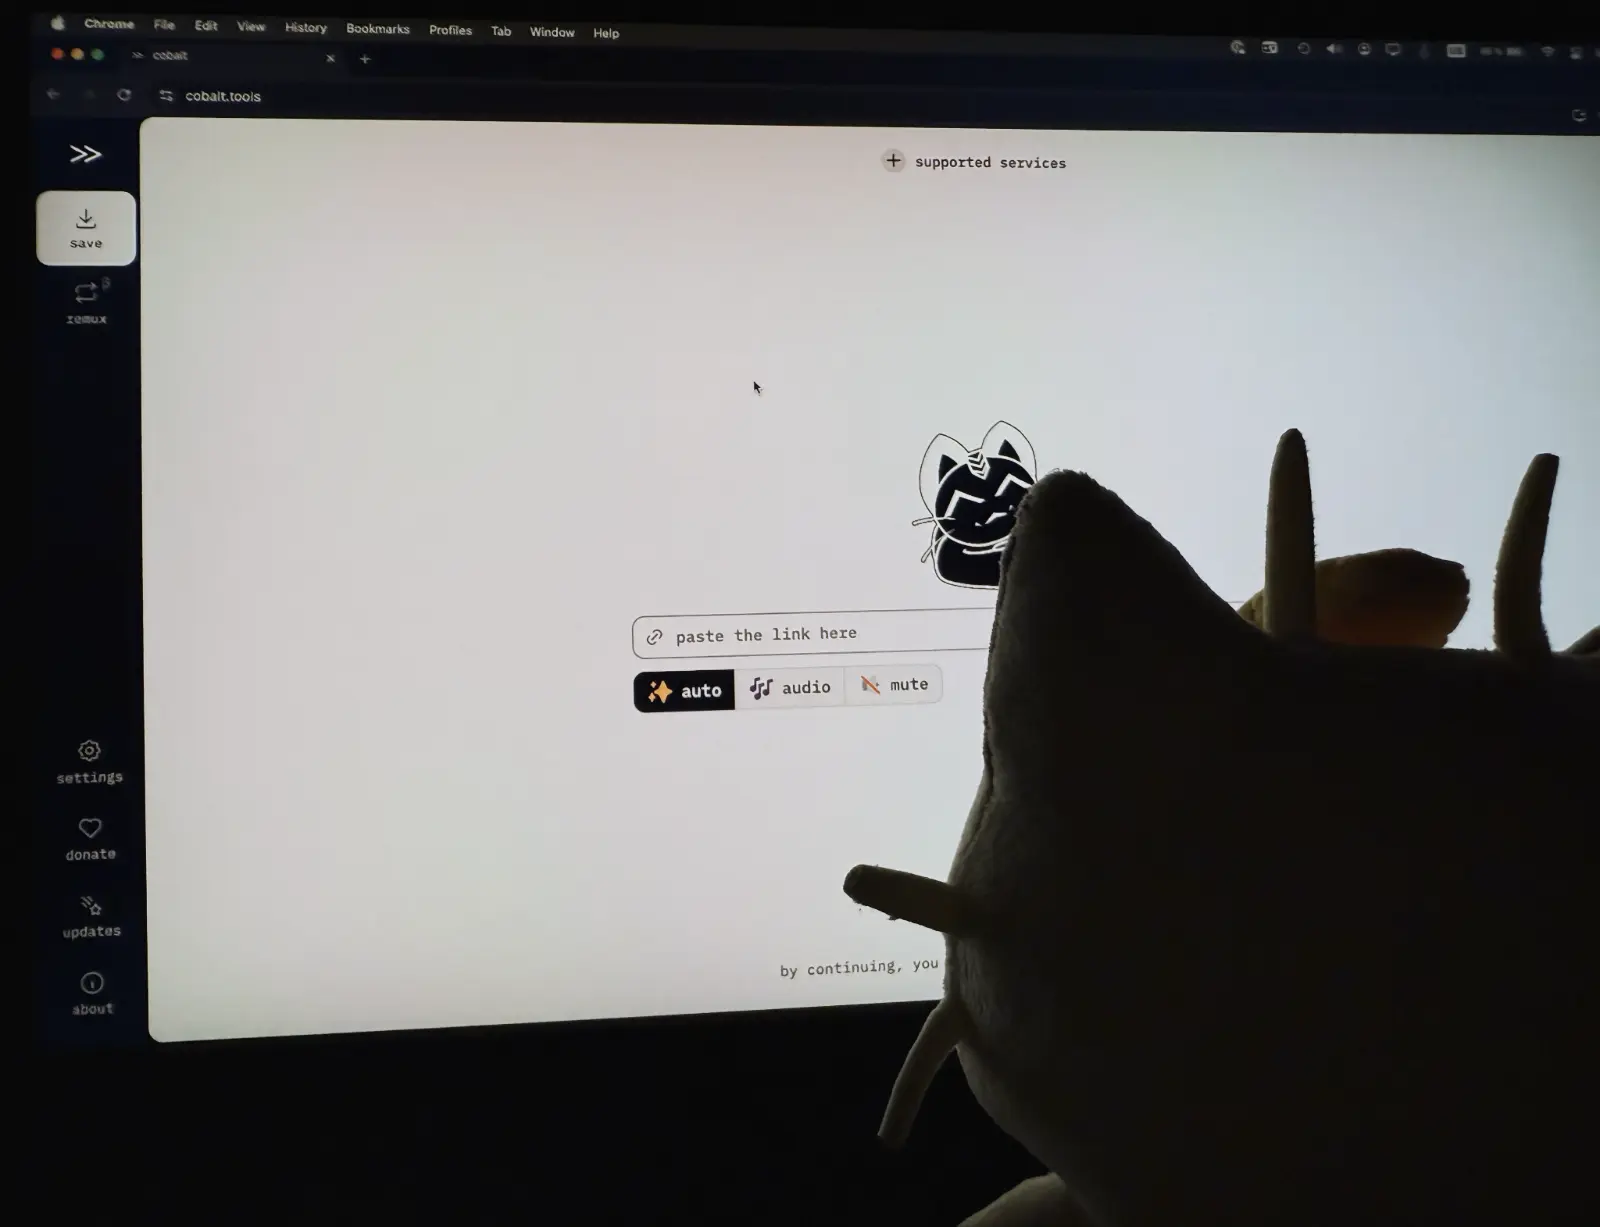 Chrome File Edit View History Bookmarks Profiles Tab Window Help
cobalt
cobalt.tools
supported services
save
remux
paste the link here
auto audio mute
settings
donate
updates
about
by continuing, you